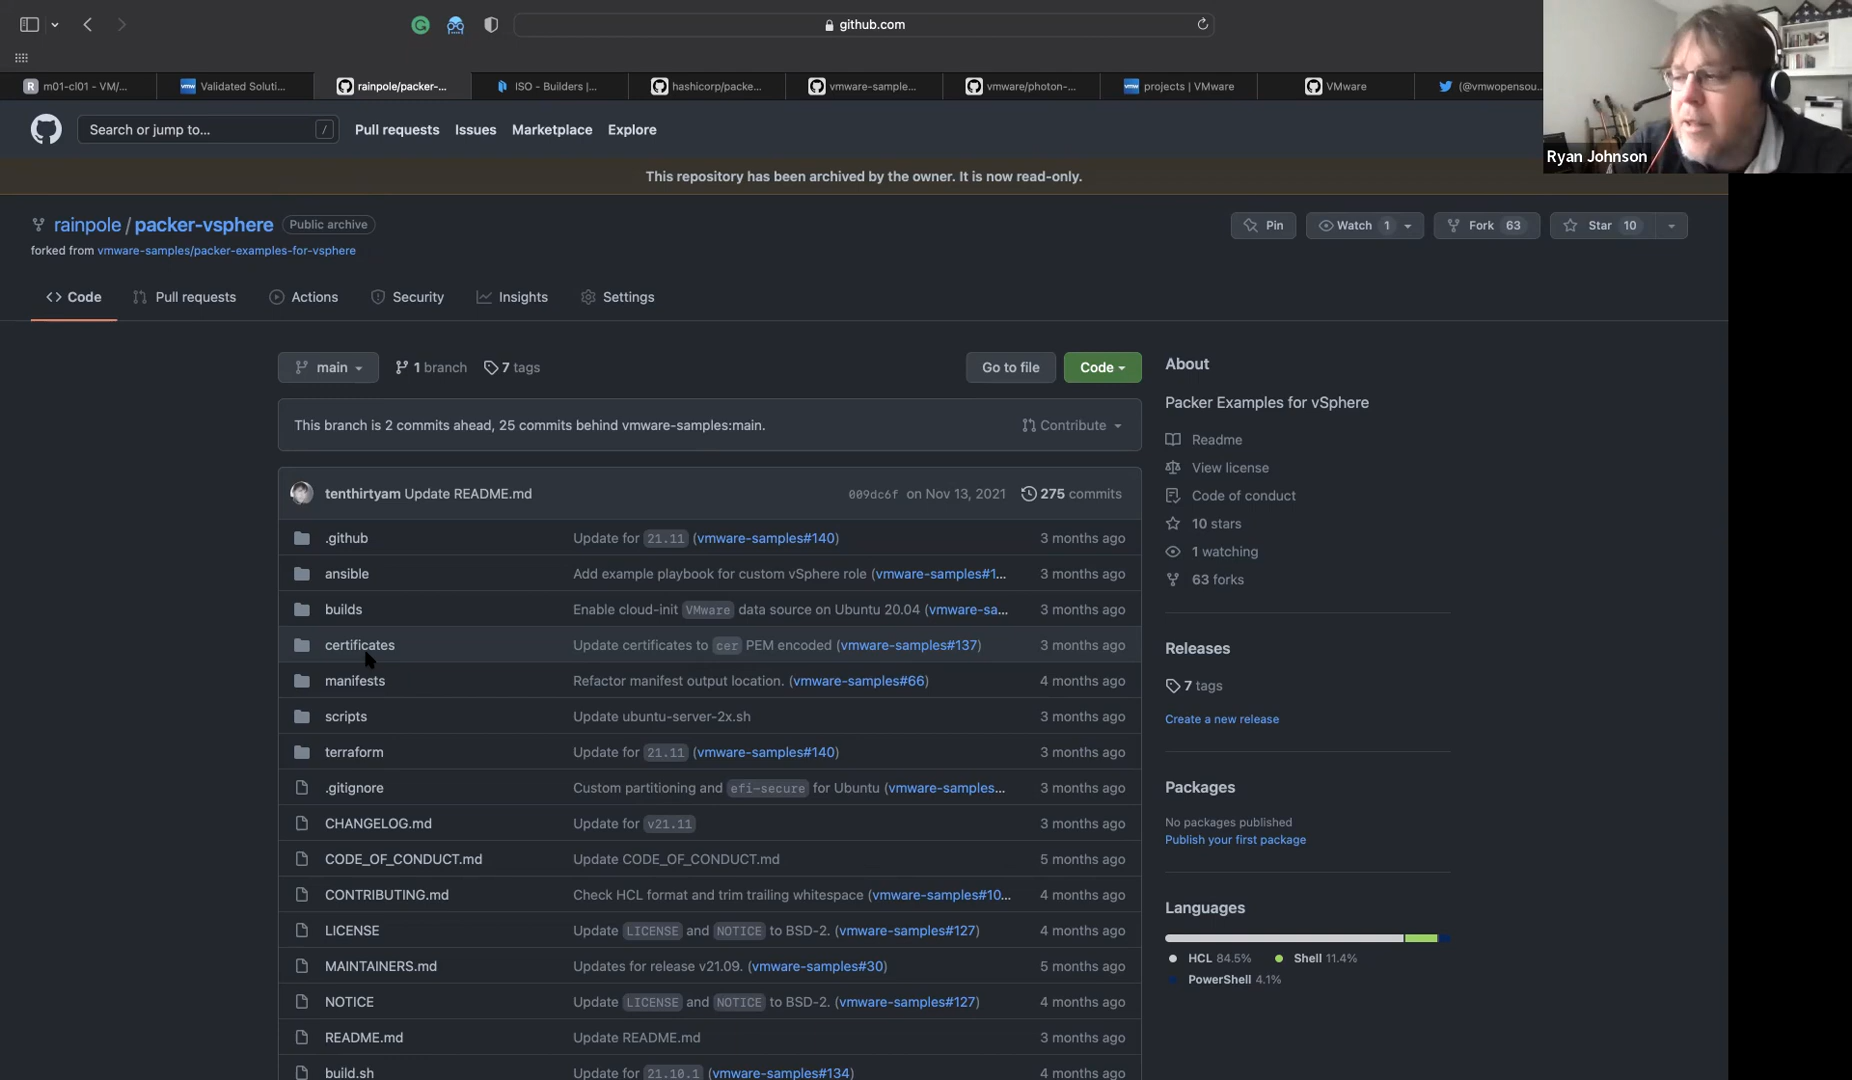 github.com
m01-cl01 - VM/...
Validated Soluti...
rainpole/packer-...
ISO - Builders |...
hashicorp/packe...
vmware-sample...
vmware/photon-...
projects | VMware
VMware
(@vmwopensou...
Search or jump to...
/
Pull requests
Issues
Marketplace
Explore
Ryan Johnson
This repository has been archived by the owner. It is now read-only.
rainpole / packer-vsphere
Public archive
Pin
Watch 1
Fork 63
Star 10
forked from vmware-samples/packer-examples-for-vsphere
Code
Pull requests
Actions
Security
Insights
Settings
main
1 branch
7 tags
Go to file
Code
About
This branch is 2 commits ahead, 25 commits behind vmware-samples:main.
Contribute
Packer Examples for vSphere
Readme
View license
Code of conduct
10 stars
1 watching
63 forks
tenthirtyam Update README.md
009dc6f on Nov 13, 2021
275 commits
.github Update for 21.11 (vmware-samples#140) 3 months ago
ansible Add example playbook for custom vSphere role (vmware-samples#1... 3 months ago
builds Enable cloud-init VMware data source on Ubuntu 20.04 (vmware-sa... 3 months ago
certificates Update certificates to cer PEM encoded (vmware-samples#137) 3 months ago
manifests Refactor manifest output location. (vmware-samples#66) 4 months ago
scripts Update ubuntu-server-2x.sh 3 months ago
terraform Update for 21.11 (vmware-samples#140) 3 months ago
.gitignore Custom partitioning and efi-secure for Ubuntu (vmware-samples... 3 months ago
CHANGELOG.md Update for v21.11 3 months ago
CODE_OF_CONDUCT.md Update CODE_OF_CONDUCT.md 5 months ago
CONTRIBUTING.md Check HCL format and trim trailing whitespace (vmware-samples#10... 4 months ago
LICENSE Update LICENSE and NOTICE to BSD-2. (vmware-samples#127) 4 months ago
MAINTAINERS.md Updates for release v21.09. (vmware-samples#30) 5 months ago
NOTICE Update LICENSE and NOTICE to BSD-2. (vmware-samples#127) 4 months ago
README.md Update README.md 3 months ago
build.sh Update for 21.10.1 (vmware-samples#134) 4 months ago
Releases
7 tags
Create a new release
Packages
No packages published
Publish your first package
Languages
HCL 84.5%
Shell 11.4%
PowerShell 4.1%